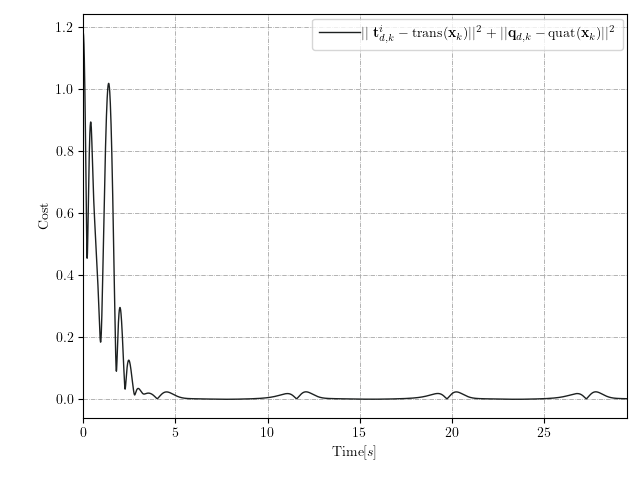 || t^i_{d,k} − trans(x_k)||^2 + ||q_{d,k} − quat(x_k)||^2
1.2
1.0
0.8
0.6
0.4
0.2
0.0
Cost
0 5 10 15 20 25
Time[s]